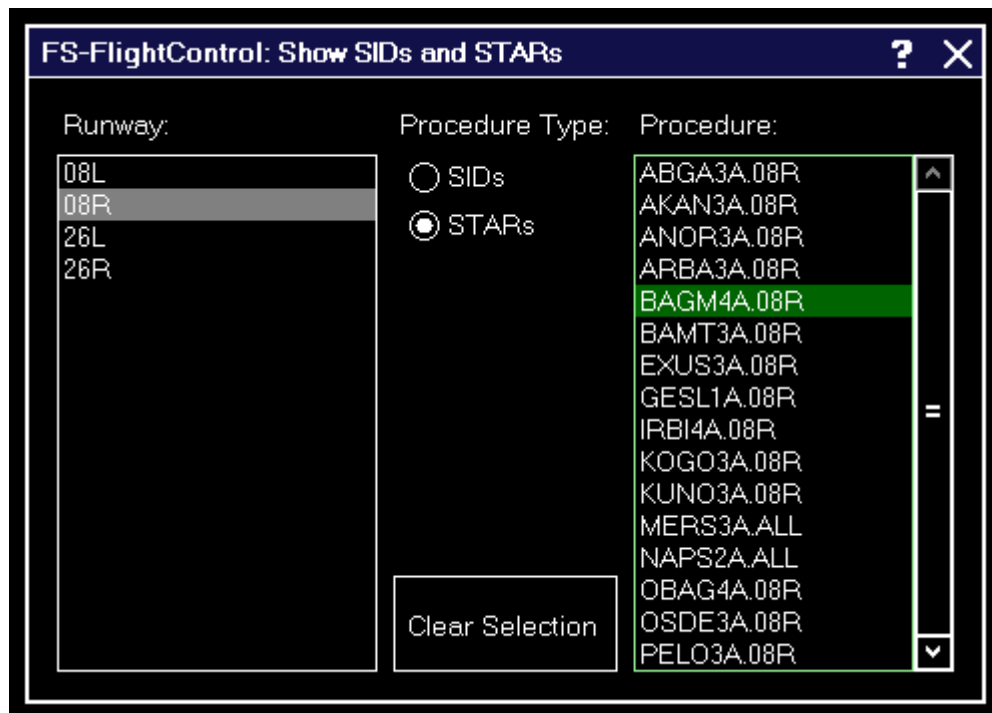 FS-FlightControl: Show SIDs and STARs
Runway:
08L
08R
26L
26R
Procedure Type:
SIDs
STARs
Clear Selection
Procedure:
ABGA3A.08R
AKAN3A.08R
ANOR3A.08R
ARBA3A.08R
BAGM4A.08R
BAMT3A.08R
EXUS3A.08R
GESL1A.08R
IRBI4A.08R
KOGO3A.08R
KUNO3A.08R
MERS3A.ALL
NAPS2A.ALL
OBAG4A.08R
OSDE3A.08R
PELO3A.08R